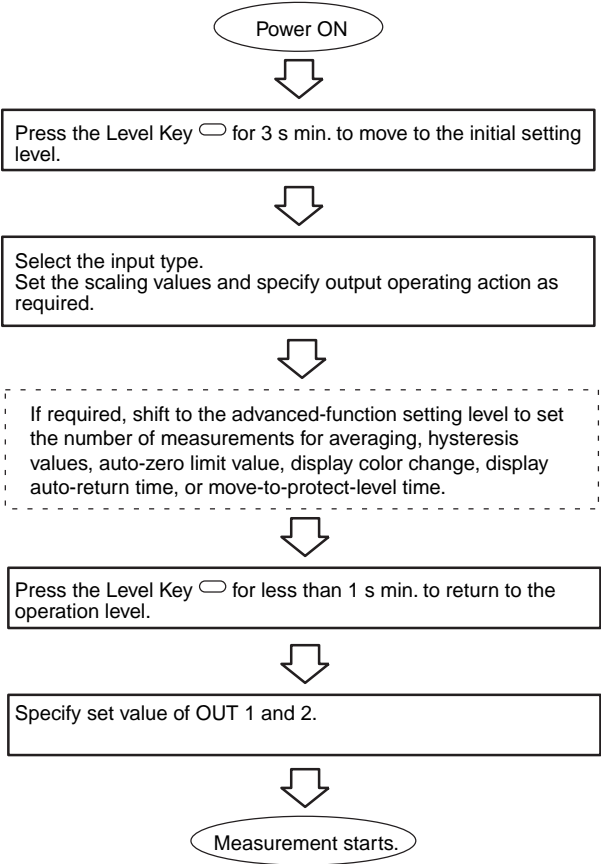 Power ON
Press the Level Key for 3 s min. to move to the initial setting
level.
Select the input type.
Set the scaling values and specify output operating action as
required.
If required, shift to the advanced-function setting level to set
the number of measurements for averaging, hysteresis
values, auto-zero limit value, display color change, display
auto-return time, or move-to-protect-level time.
Press the Level Key for less than 1 s min. to return to the
operation level.
Specify set value of OUT 1 and 2.
Measurement starts.